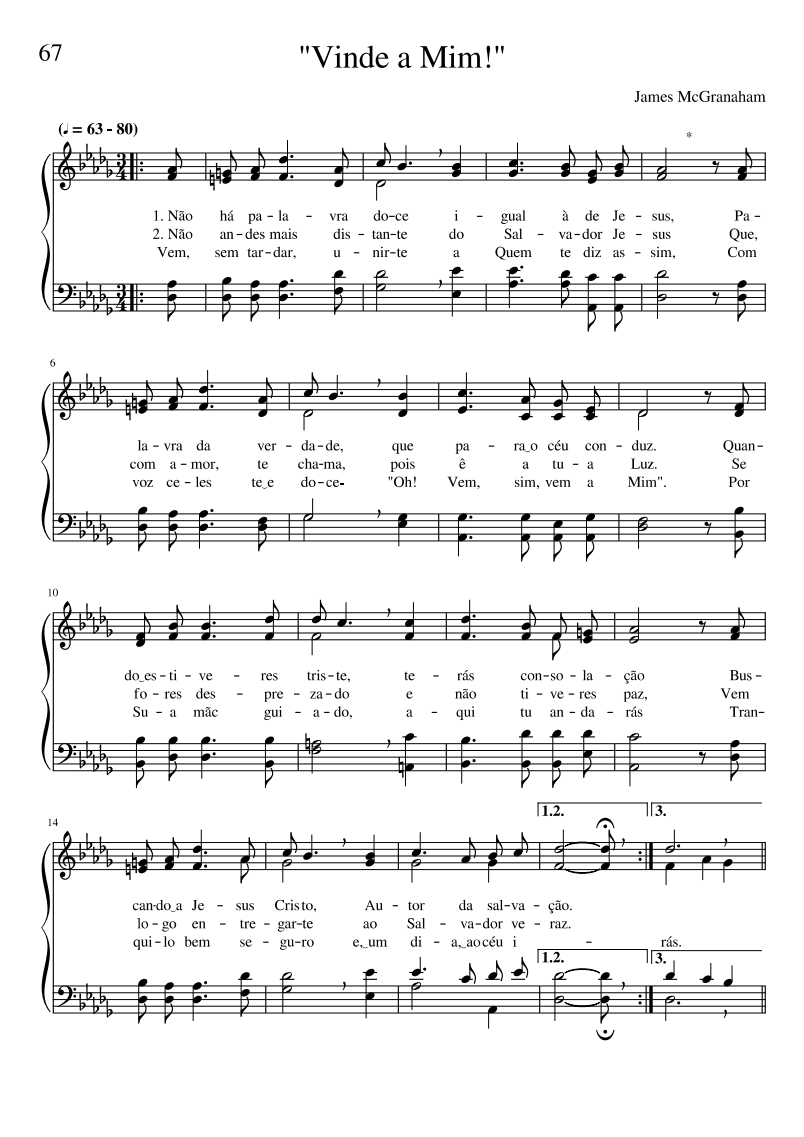 67
"Vinde a Mim!"
James McGranaham
(♩ = 63 - 80)
*
1. Não há pa - la - vra do-ce i - gual à de Je - sus, Pa -
2. Não an - des mais dis - tan-te do Sal - va - dor Je - sus Que,
Vem, sem tar - dar, u - nir-te a Quem te diz as - sim, Com
6
la - vra da ver - da - de, que pa - ra_o céu con - duz. Quan-
com a - mor, te cha-ma, pois ê a tu - a Luz. Se
voz ce - les te_e do-ce- "Oh! Vem, sim, vem a Mim". Por
10
do_es - ti - ve - res tris - te, te - rás con - so - la - ção Bus -
fo - res des - pre - za - do e não ti - ve - res paz, Vem
Su - a mãc gui - a - do, a - qui tu an - da - rás Tran-
14
1.2.
3.
can-do_a Je - sus Cris to, Au - tor da sal - va - ção.
lo - go en - tre - gar-te ao Sal - va-dor ve - raz.
qui - lo bem se - gu-ro e,_um di - a,_ao céu i - rás.
1.2.
3.